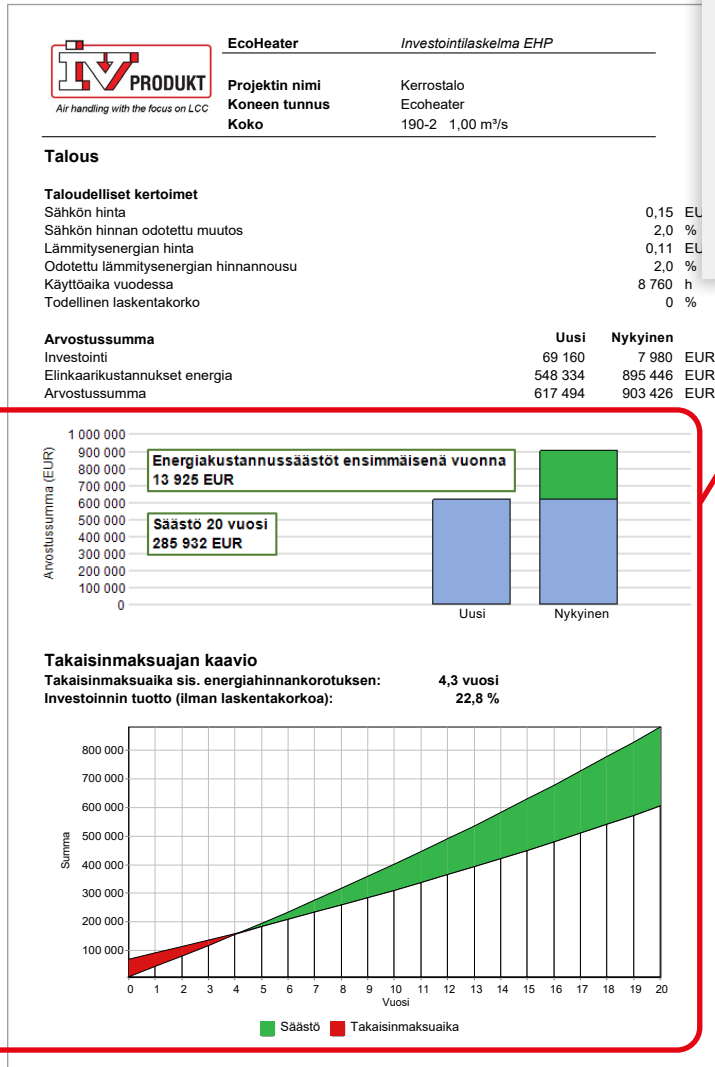 EcoHeater Investointilaskelma EHP
IV PRODUKT
Air handling with the focus on LCC
Projektin nimi Kerrostalo
Koneen tunnus Ecoheater
Koko 190-2 1,00 m³/s
Talous
Taloudelliset kertoimet
Sähkön hinta 0,15 EU
Sähkön hinnan odotettu muutos 2,0 %
Lämmitysenergian hinta 0,11 EU
Odotettu lämmitysenergian hinnannousu 2,0 %
Käyttöaika vuodessa 8 760 h
Todellinen laskentakorko 0 %
Arvostussumma Uusi Nykyinen
Investointi 69 160 7 980 EUR
Elinkaarikustannukset energia 548 334 895 446 EUR
Arvostussumma 617 494 903 426 EUR
Arvostussumma (EUR)
1 000 000
900 000
800 000
700 000
600 000
500 000
400 000
300 000
200 000
100 000
0
Energiakustannussäästöt ensimmäisenä vuonna
13 925 EUR
Säästö 20 vuosi
285 932 EUR
Uusi Nykyinen
Takaisinmaksuajan kaavio
Takaisinmaksuaika sis. energiahinnankorotuksen: 4,3 vuosi
Investoinnin tuotto (ilman laskentakorkoa): 22,8 %
Summa
800 000
700 000
600 000
500 000
400 000
300 000
200 000
100 000
0 1 2 3 4 5 6 7 8 9 10 11 12 13 14 15 16 17 18 19 20
Vuosi
Säästö Takaisinmaksuaika